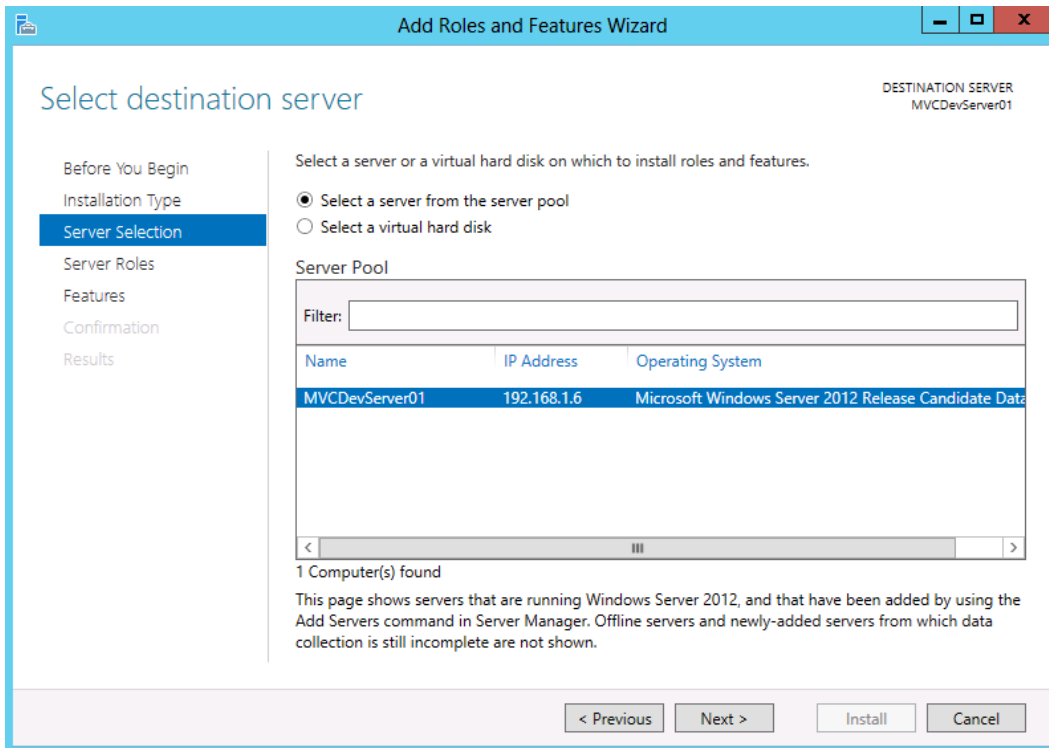 Add Roles and Features Wizard
Select destination server
DESTINATION SERVER
MVCDevServer01
Before You Begin
Installation Type
Server Selection
Server Roles
Features
Confirmation
Results
Select a server or a virtual hard disk on which to install roles and features.
Select a server from the server pool
Select a virtual hard disk
Server Pool
Filter:
Name IP Address Operating System
MVCDevServer01 192.168.1.6 Microsoft Windows Server 2012 Release Candidate Data
1 Computer(s) found
This page shows servers that are running Windows Server 2012, and that have been added by using the
Add Servers command in Server Manager. Offline servers and newly-added servers from which data
collection is still incomplete are not shown.
< Previous Next > Install Cancel